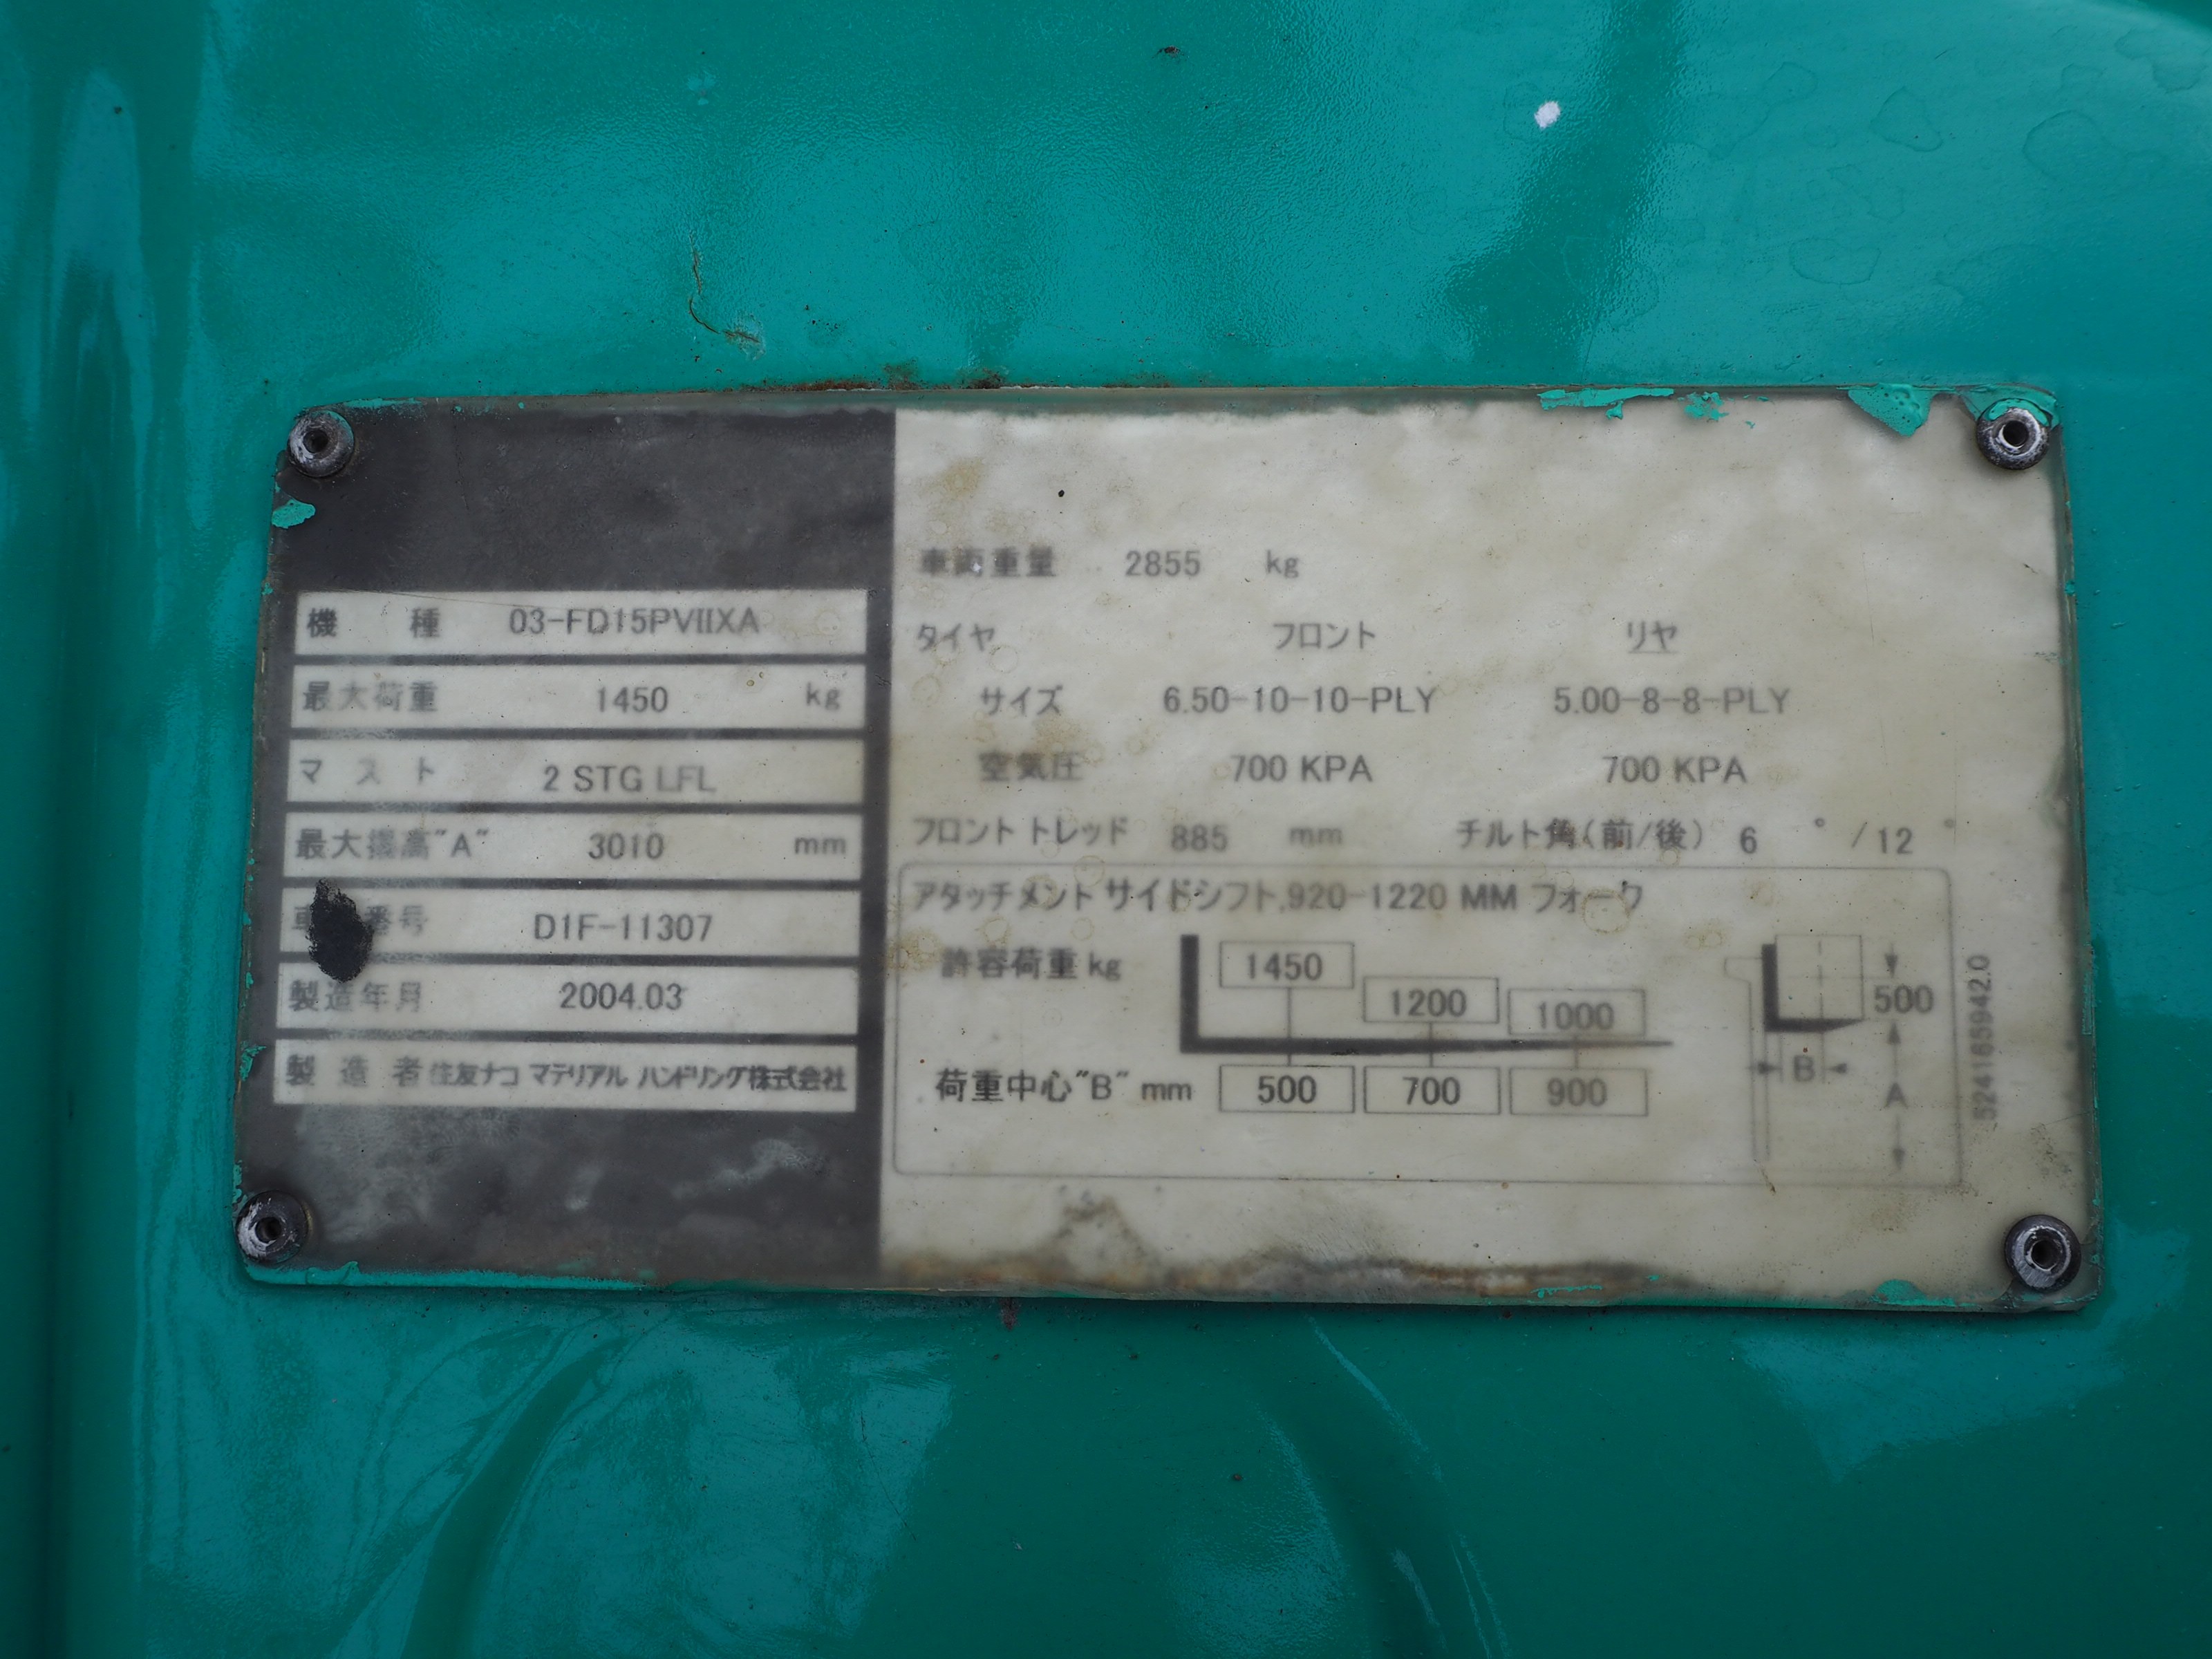 機 種 03-FD15PVIIXA
最大荷重 1450 kg
マスト 2 STG LFL
最大揚高"A" 3010 mm
車 番号 D1F-11307
製造年月 2004.03
製造者 住友ナコ マテリアル ハンドリング株式会社
車両重量 2855 kg
タイヤ フロント リヤ
サイズ 6.50-10-10-PLY 5.00-8-8-PLY
空気圧 700 KPA 700 KPA
フロント トレッド 885 mm チルト角(前/後) 6 ° /12 °
アタッチメント サイドシフト,920-1220 MM フォーク
許容荷重 kg 1450 1200 1000
荷重中心"B" mm 500 700 900
500
B
A
524165942.0